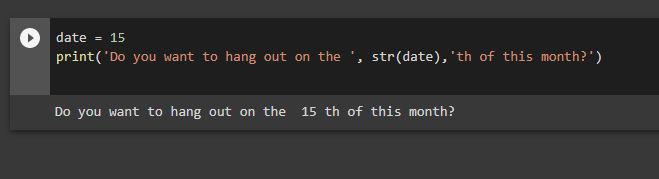 date = 15
print('Do you want to hang out on the ', str(date),'th of this month?')
Do you want to hang out on the  15 th of this month?